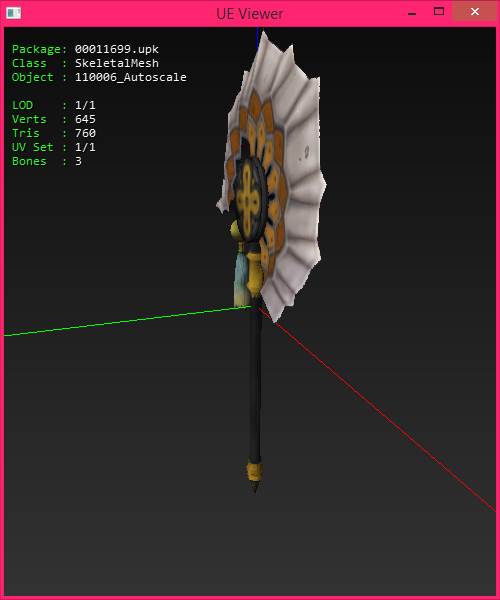 UE Viewer
Package: 00011699.upk
Class : SkeletalMesh
Object : 110006_Autoscale
LOD : 1/1
Verts : 645
Tris : 760
UV Set : 1/1
Bones : 3